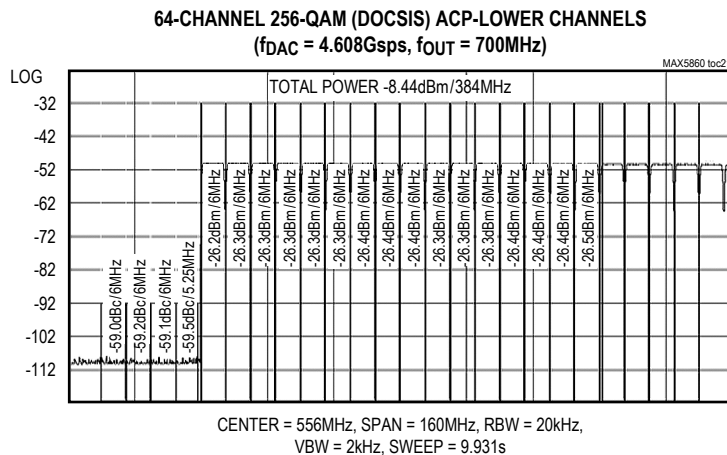 64-CHANNEL 256-QAM (DOCSIS) ACP-LOWER CHANNELS
(fDAC = 4.608Gsps, fOUT = 700MHz)
MAX5860 toc2
LOG
TOTAL POWER -8.44dBm/384MHz
-32
-42
-52
-62
-72
-82
-92
-102
-112
-59.0dBc/6MHz
-59.2dBc/6MHz
-59.1dBc/6MHz
-59.5dBc/5.25MHz
-26.2dBm/6MHz
-26.3dBm/6MHz
-26.3dBm/6MHz
-26.3dBm/6MHz
-26.3dBm/6MHz
-26.3dBm/6MHz
-26.4dBm/6MHz
-26.4dBm/6MHz
-26.3dBm/6MHz
-26.4dBm/6MHz
-26.3dBm/6MHz
-26.3dBm/6MHz
-26.4dBm/6MHz
-26.4dBm/6MHz
-26.4dBm/6MHz
-26.5dBm/6MHz
CENTER = 556MHz, SPAN = 160MHz, RBW = 20kHz,
VBW = 2kHz, SWEEP = 9.931s